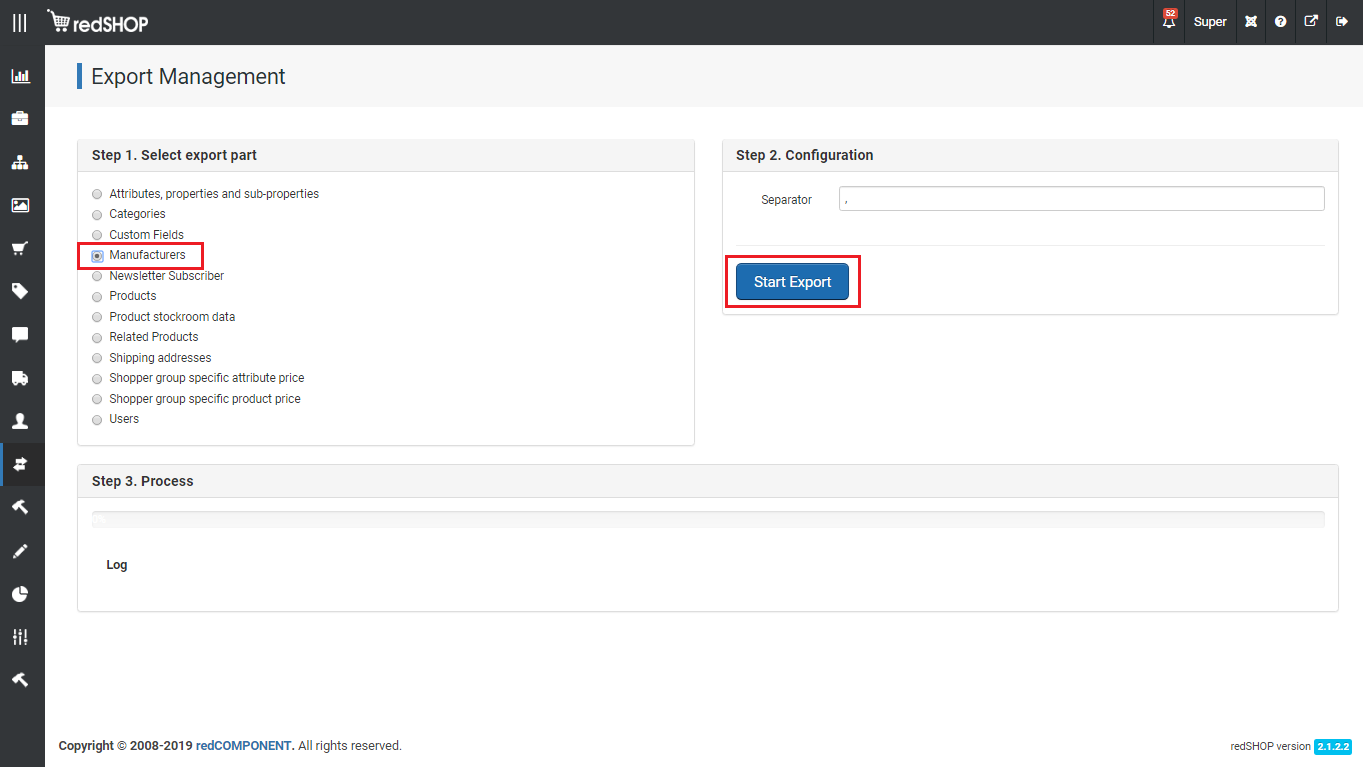 redSHOP
52
Super
Export Management
Step 1. Select export part
Attributes, properties and sub-properties
Categories
Custom Fields
Manufacturers
Newsletter Subscriber
Products
Product stockroom data
Related Products
Shipping addresses
Shopper group specific attribute price
Shopper group specific product price
Users
Step 2. Configuration
Separator
,
Start Export
Step 3. Process
Log
Copyright © 2008-2019 redCOMPONENT. All rights reserved.
redSHOP version 2.1.2.2